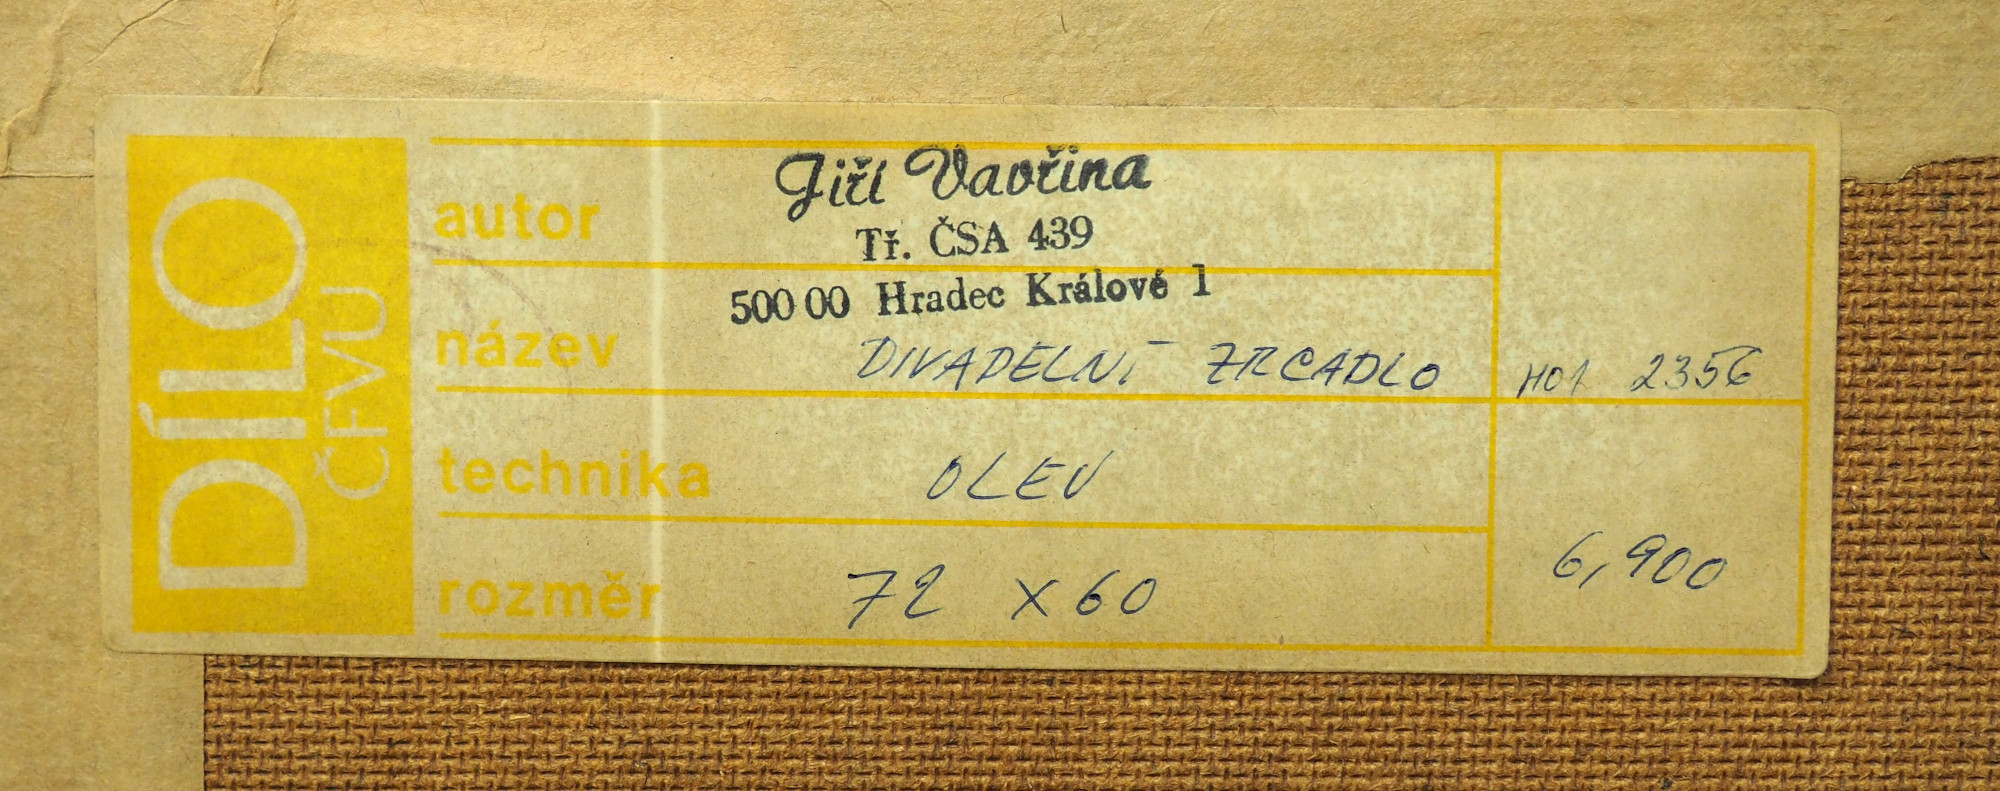 DÍLO
ČFVU
autor
Jiří Vavřina
Tř. ČSA 439
500 00 Hradec Králové 1
název
DIVADELNÍ ZRCADLO
HO1 2356
technika
OLEJ
rozměr
72 x 60
6,900